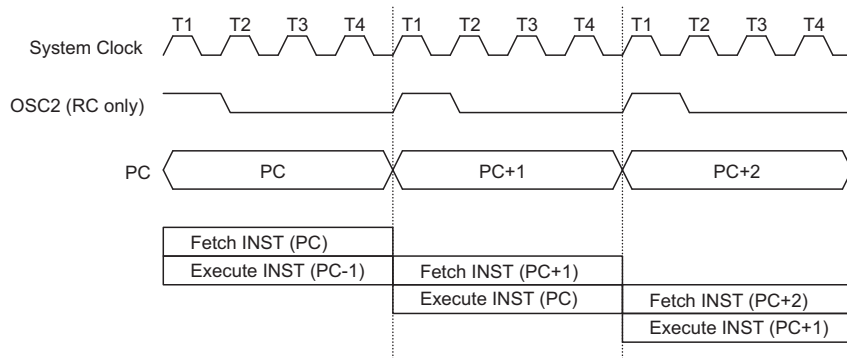 T1 T2 T3 T4 T1 T2 T3 T4 T1 T2 T3 T4
System Clock
OSC2 (RC only)
PC PC PC+1 PC+2
Fetch INST (PC)
Execute INST (PC-1) Fetch INST (PC+1)
Execute INST (PC) Fetch INST (PC+2)
Execute INST (PC+1)